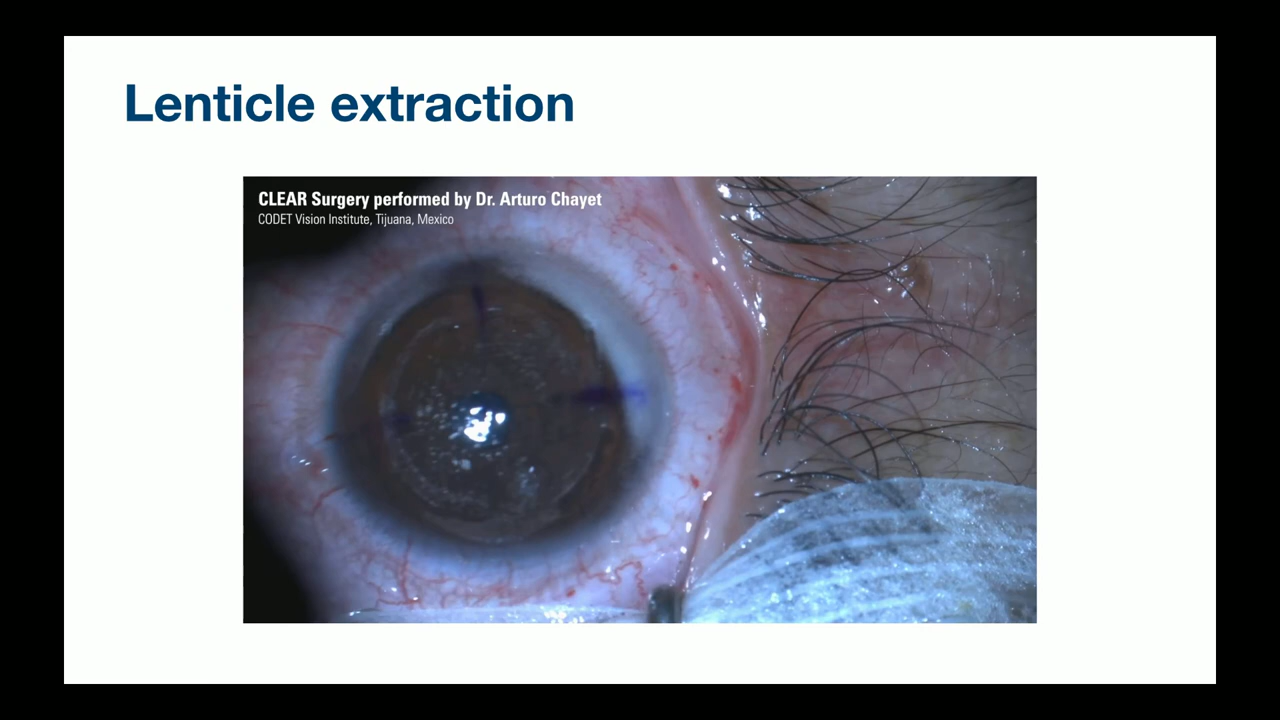 Lenticle extraction
CLEAR Surgery performed by Dr. Arturo Chayet
CODET Vision Institute, Tijuana, Mexico